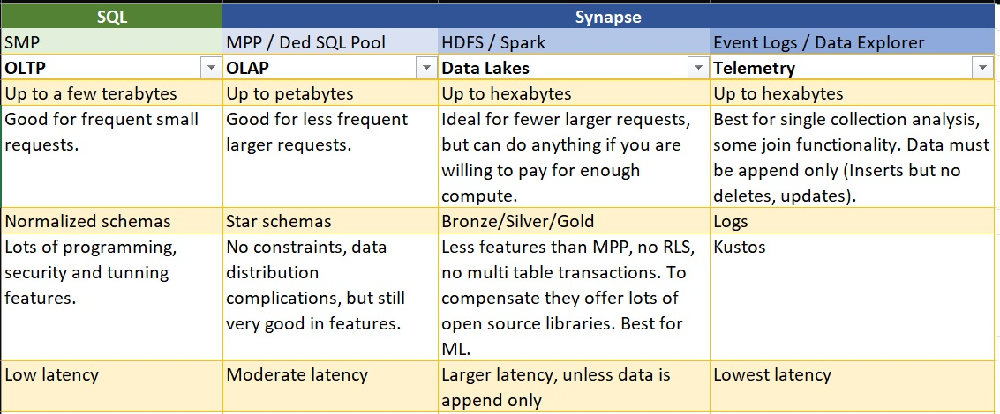 SQL
Synapse
SMP
MPP / Ded SQL Pool
HDFS / Spark
Event Logs / Data Explorer
OLTP
OLAP
Data Lakes
Telemetry
Up to a few terabytes
Up to petabytes
Up to hexabytes
Up to hexabytes
Good for frequent small
requests.
Good for less frequent
larger requests.
Ideal for fewer larger requests,
but can do anything if you are
willing to pay for enough
compute.
Best for single collection analysis,
some join functionality. Data must
be append only (Inserts but no
deletes, updates).
Normalized schemas
Star schemas
Bronze/Silver/Gold
Logs
Lots of programming,
security and tunning
features.
No constraints, data
distribution
complications, but still
very good in features.
Less features than MPP, no RLS,
no multi table transactions. To
compensate they offer lots of
open source libraries. Best for
ML.
Kustos
Low latency
Moderate latency
Larger latency, unless data is
append only
Lowest latency